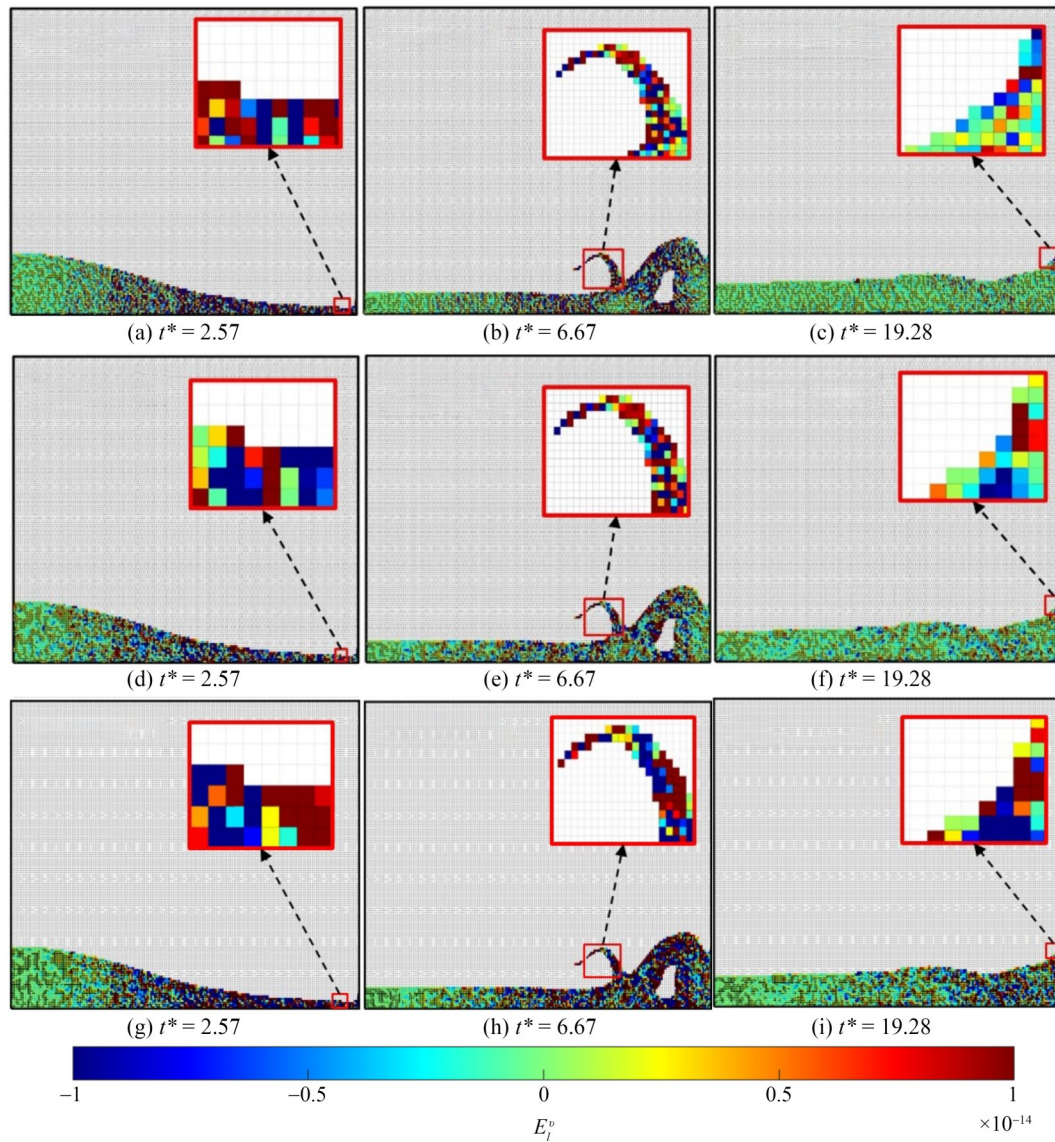 (a) t* = 2.57
(b) t* = 6.67
(c) t* = 19.28
(d) t* = 2.57
(e) t* = 6.67
(f) t* = 19.28
(g) t* = 2.57
(h) t* = 6.67
(i) t* = 19.28
−1 −0.5 0 0.5 1
×10⁻¹⁴
E_l^v